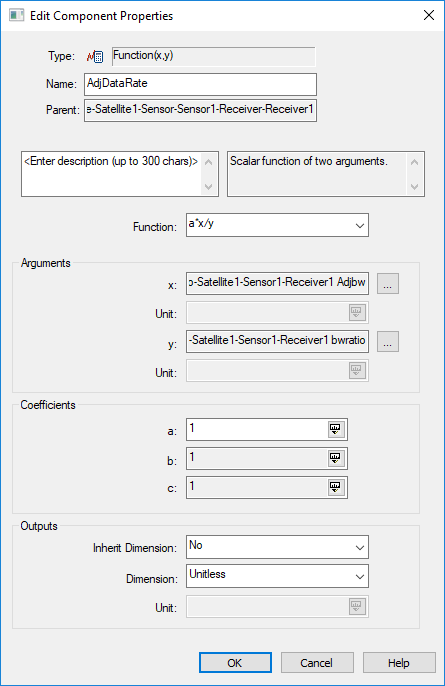 Edit Component Properties
Type: Function(x,y)
Name: AdjDataRate
Parent: e-Satellite1-Sensor-Sensor1-Receiver-Receiver1
<Enter description (up to 300 chars)> Scalar function of two arguments.
Function: a*x/y
Arguments
x: o-Satellite1-Sensor1-Receiver1 Adjbw ...
Unit:
y: -Satellite1-Sensor1-Receiver1 bwratio ...
Unit:
Coefficients
a: 1
b: 1
c: 1
Outputs
Inherit Dimension: No
Dimension: Unitless
Unit:
OK Cancel Help